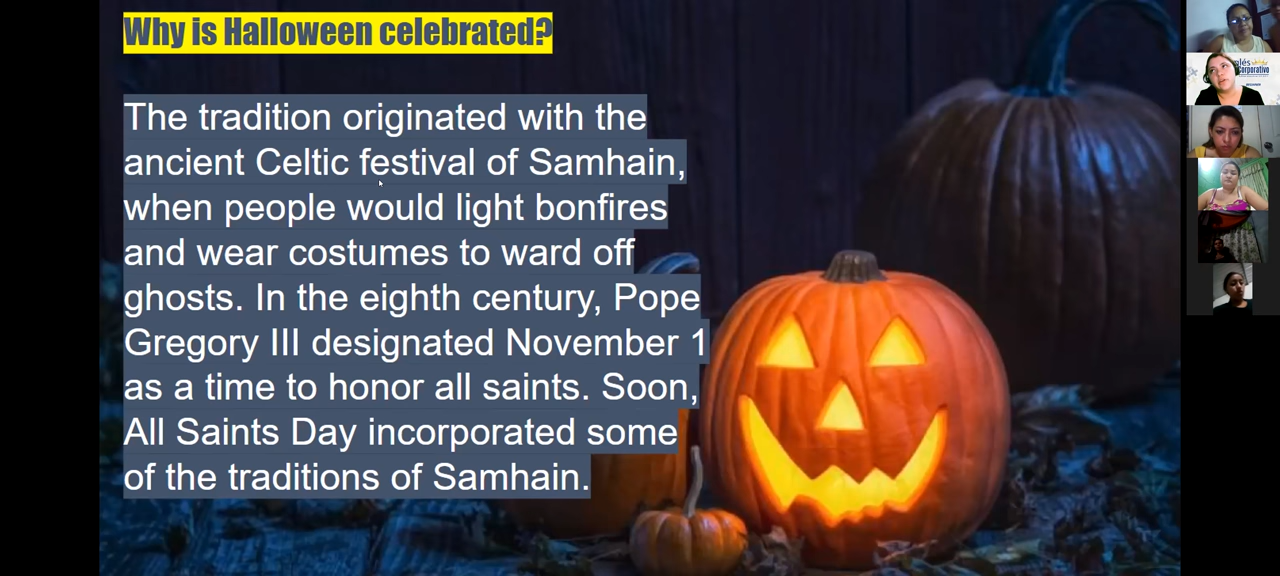 Why is Halloween celebrated?
The tradition originated with the
ancient Celtic festival of Samhain,
when people would light bonfires
and wear costumes to ward off
ghosts. In the eighth century, Pope
Gregory III designated November 1
as a time to honor all saints. Soon,
All Saints Day incorporated some
of the traditions of Samhain.